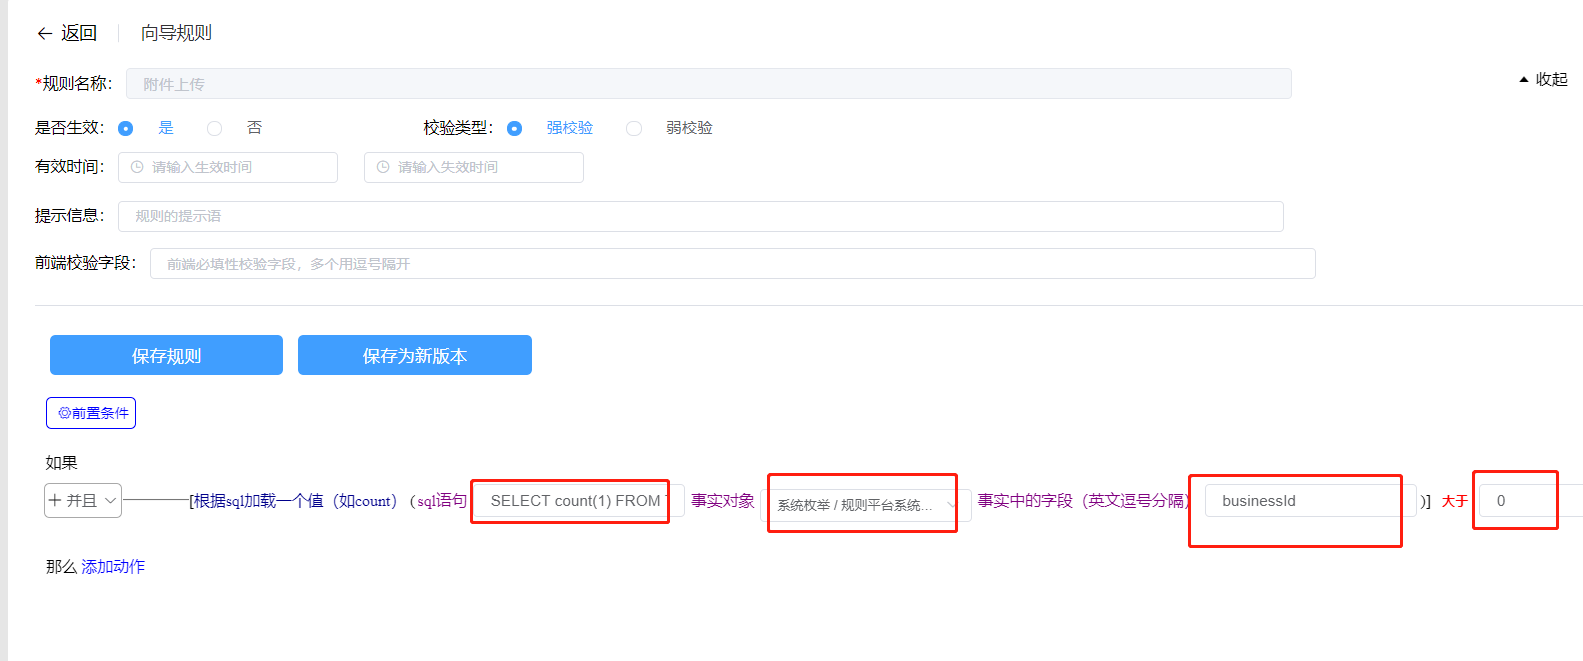 返回 向导规则
*规则名称： 附件上传 收起
是否生效： 是 否 校验类型： 强校验 弱校验
有效时间： 请输入生效时间 请输入失效时间
提示信息： 规则的提示语
前端校验字段： 前端必填性校验字段，多个用逗号隔开
保存规则 保存为新版本
前置条件
如果
并且 [根据sql加载一个值（如count）（sql语句 SELECT count(1) FROM 事实对象 系统枚举 / 规则平台系统... 事实中的字段（英文逗号分隔） businessId )] 大于 0
那么 添加动作